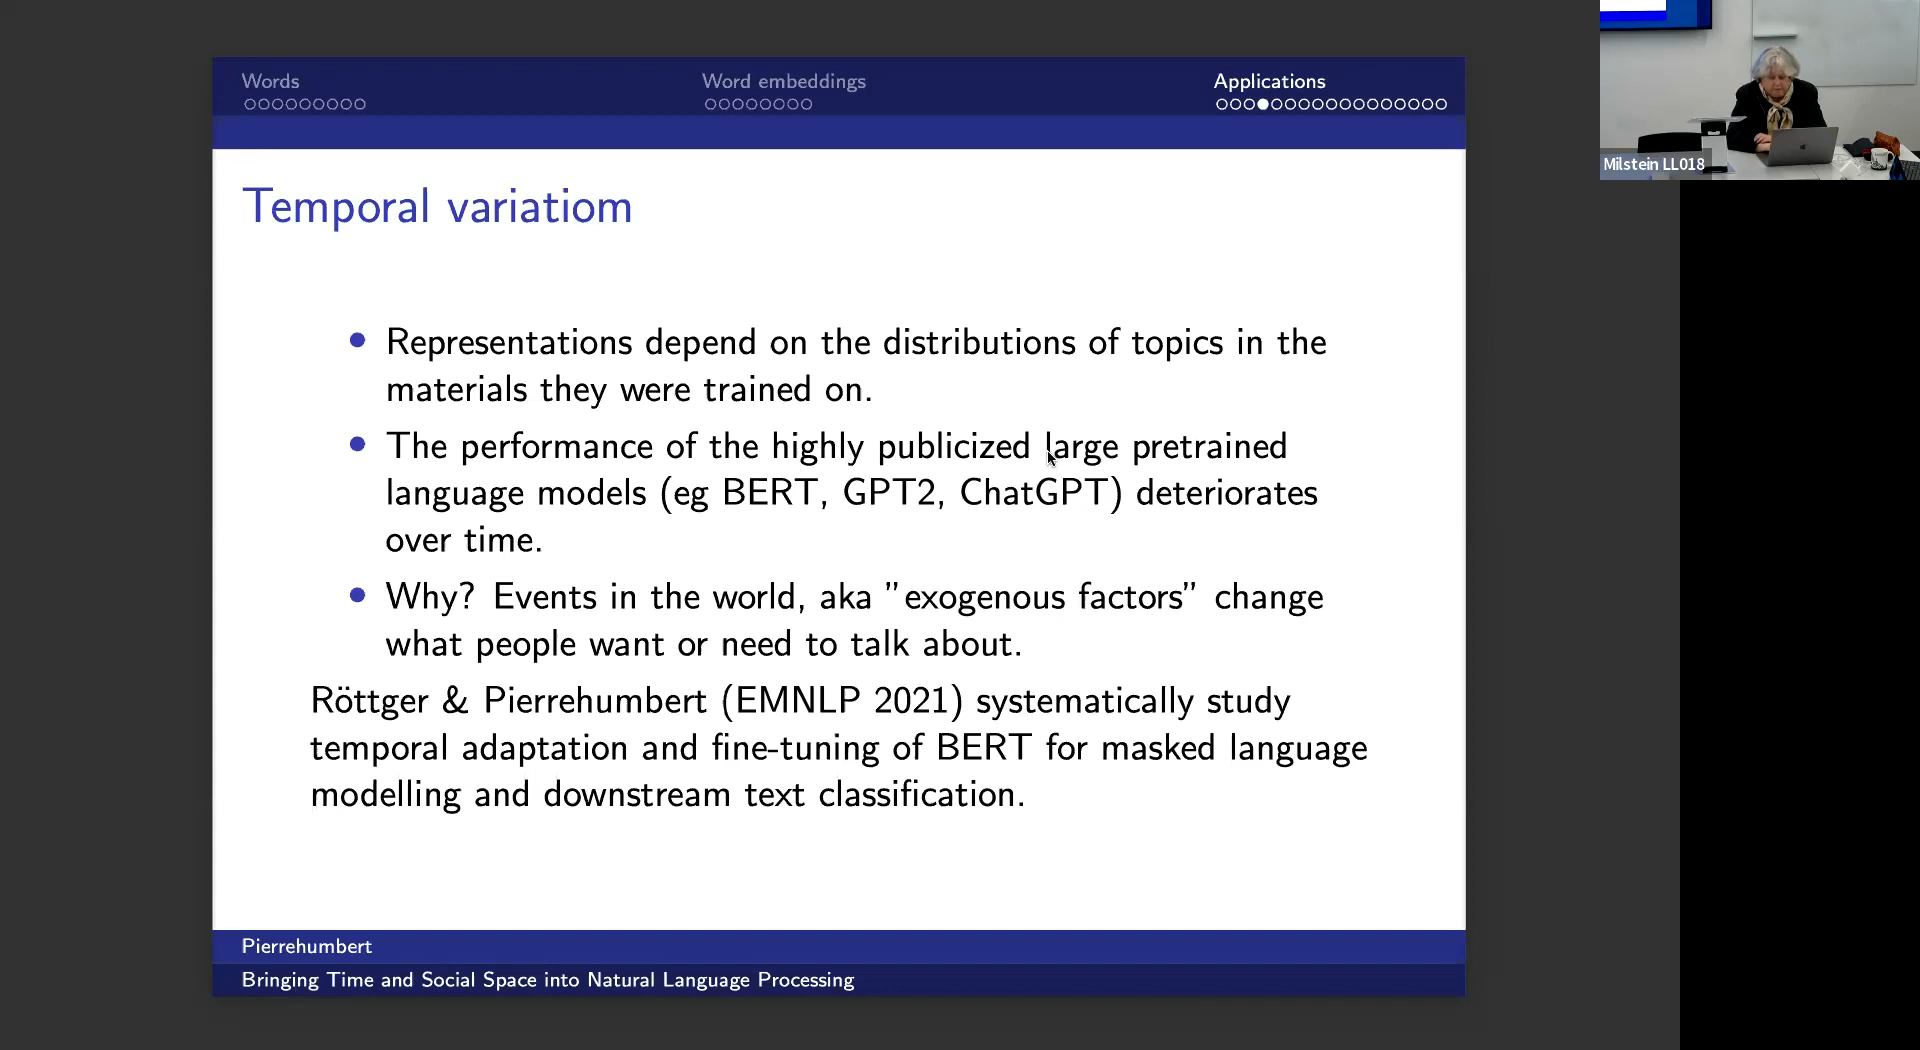 Words
Word embeddings
Applications
Temporal variatiom
Representations depend on the distributions of topics in the
materials they were trained on.
The performance of the highly publicized large pretrained
language models (eg BERT, GPT2, ChatGPT) deteriorates
over time.
Why? Events in the world, aka ”exogenous factors” change
what people want or need to talk about.
Röttger & Pierrehumbert (EMNLP 2021) systematically study
temporal adaptation and fine-tuning of BERT for masked language
modelling and downstream text classification.
Pierrehumbert
Bringing Time and Social Space into Natural Language Processing
Milstein LL018